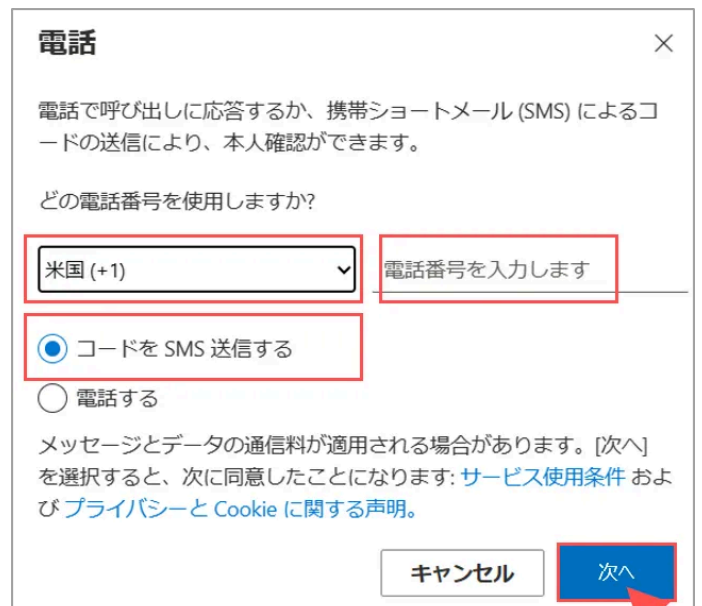 電話
電話で呼び出しに応答するか、携帯ショートメール (SMS) によるコ
ードの送信により、本人確認ができます。
どの電話番号を使用しますか?
米国 (+1)
電話番号を入力します
コードを SMS 送信する
電話する
メッセージとデータの通信料が適用される場合があります。[次へ]
を選択すると、次に同意したことになります: サービス使用条件 およ
び プライバシーと Cookie に関する声明。
キャンセル
次へ